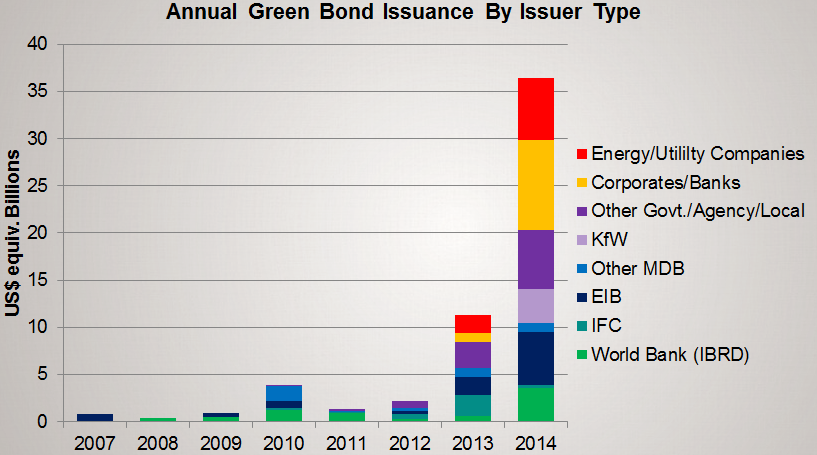 Annual Green Bond Issuance By Issuer Type
US$ equiv. Billions
40
35
30
25
20
15
10
5
0
2007 2008 2009 2010 2011 2012 2013 2014
Energy/Utililty Companies
Corporates/Banks
Other Govt./Agency/Local
KfW
Other MDB
EIB
IFC
World Bank (IBRD)